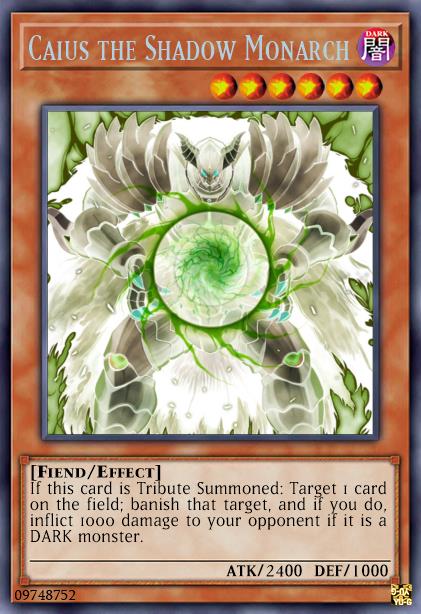 Caius the Shadow Monarch
DARK
闇
[Fiend/Effect]
If this card is Tribute Summoned: Target 1 card
on the field; banish that target, and if you do,
inflict 1000 damage to your opponent if it is a
DARK monster.
ATK/2400 DEF/1000
09748752